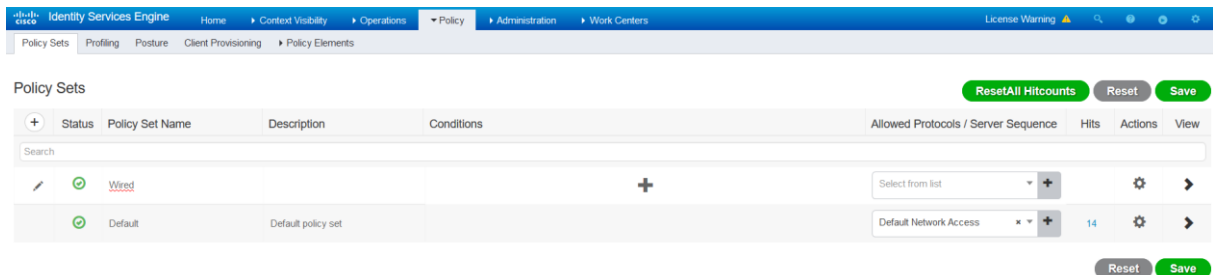 cisco Identity Services Engine Home Context Visibility Operations Policy Administration Work Centers License Warning
Policy Sets Profiling Posture Client Provisioning Policy Elements
Policy Sets
ResetAll Hitcounts Reset Save
+ Status Policy Set Name Description Conditions Allowed Protocols / Server Sequence Hits Actions View
Search
Wired + Select from list +
Default Default policy set Default Network Access × + 14
Reset Save